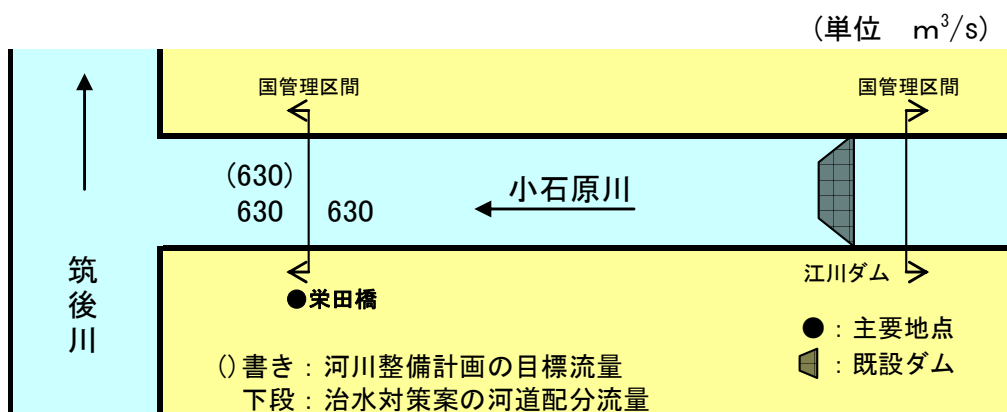 (単位 m³/s)
国管理区間
国管理区間
(630)
630
630
小石原川
筑後川
江川ダム
●栄田橋
●：主要地点
：既設ダム
()書き：河川整備計画の目標流量
下段：治水対策案の河道配分流量